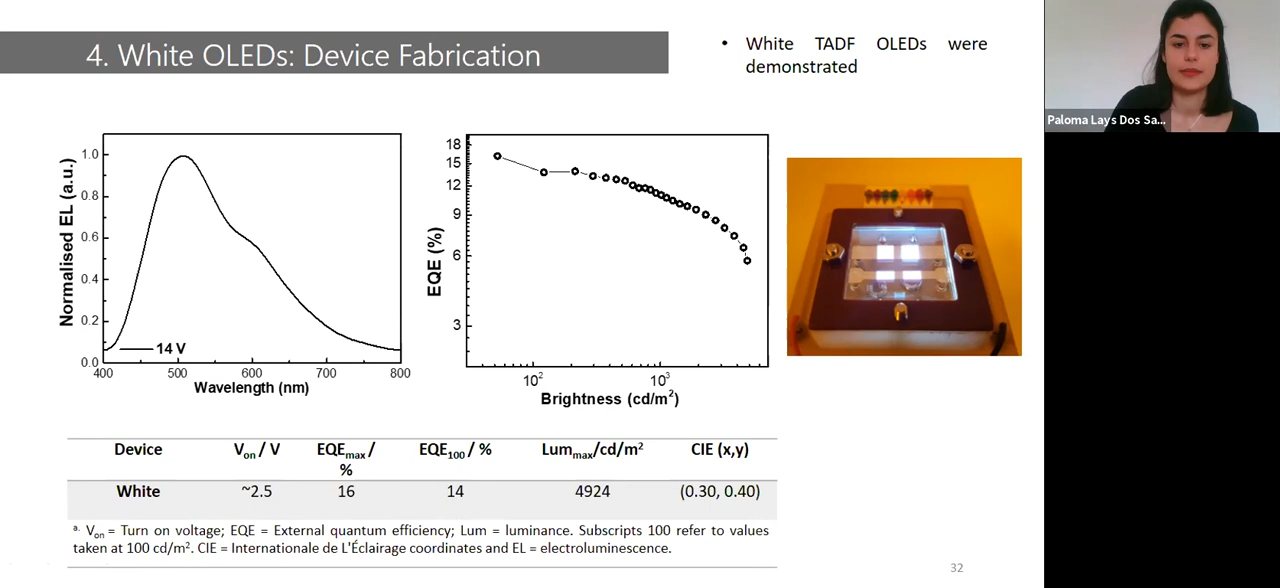 4. White OLEDs: Device Fabrication
• White TADF OLEDs were
demonstrated
Paloma Lays Dos Sa...
Normalised EL (a.u.)
1.0
0.8
0.6
0.4
0.2
0.0
14 V
400 500 600 700 800
Wavelength (nm)
EQE (%)
18
15
12
9
6
3
10² 10³
Brightness (cd/m²)
Device Von / V EQEmax / % EQE100 / % Lummax/cd/m² CIE (x,y)
White ~2.5 16 14 4924 (0.30, 0.40)
a. Von = Turn on voltage; EQE = External quantum efficiency; Lum = luminance. Subscripts 100 refer to values
taken at 100 cd/m². CIE = Internationale de L'Éclairage coordinates and EL = electroluminescence.
32